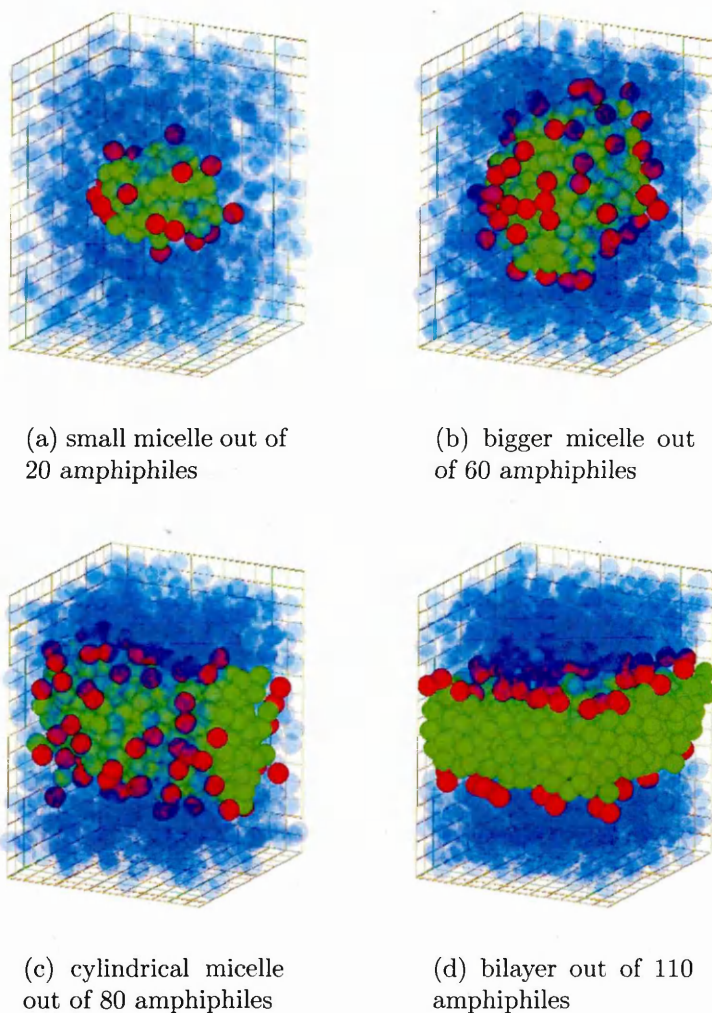 (a) small micelle out of
20 amphiphiles
(b) bigger micelle out
of 60 amphiphiles
(c) cylindrical micelle
out of 80 amphiphiles
(d) bilayer out of 110
amphiphiles